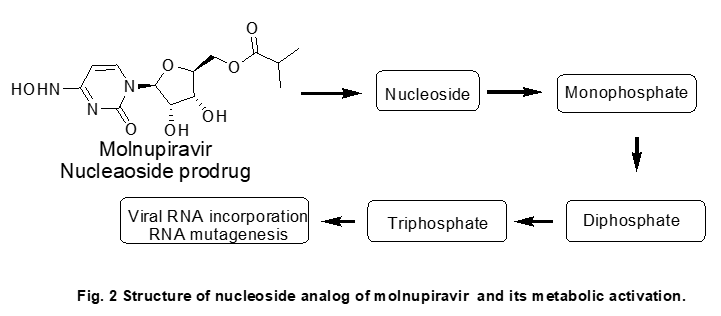 O
O
O
HOHN
N
N
O
OH
OH
Molnupiravir
Nucleaoside prodrug
Nucleoside
Monophosphate
Diphosphate
Triphosphate
Viral RNA incorporation
RNA mutagenesis
Fig. 2 Structure of nucleoside analog of molnupiravir and its metabolic activation.